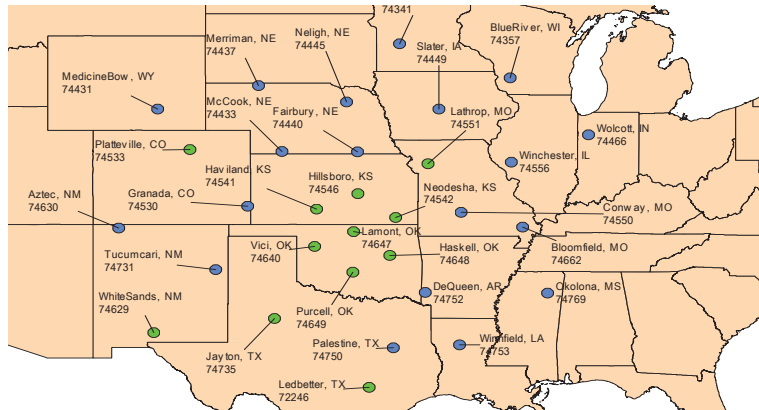 74341
BlueRiver, WI
74357
Merriman, NE
74437
Neligh, NE
74445
Slater, IA
74449
MedicineBow, WY
74431
McCook, NE
74433
Fairbury, NE
74440
Lathrop, MO
74551
Wolcott, IN
74466
Platteville, CO
74533
Haviland, KS
74541
Hillsboro, KS
74546
Winchester, IL
74556
Neodesha, KS
74542
Aztec, NM
74630
Granada, CO
74530
Conway, MO
74550
Lamont, OK
74647
Vici, OK
74640
Haskell, OK
74648
Bloomfield, MO
74662
Tucumcari, NM
74731
DeQueen, AR
74752
Okolona, MS
74769
WhiteSands, NM
74629
Purcell, OK
74649
Jayton, TX
74735
Palestine, TX
74750
Winnfield, LA
74753
Ledbetter, TX
72246